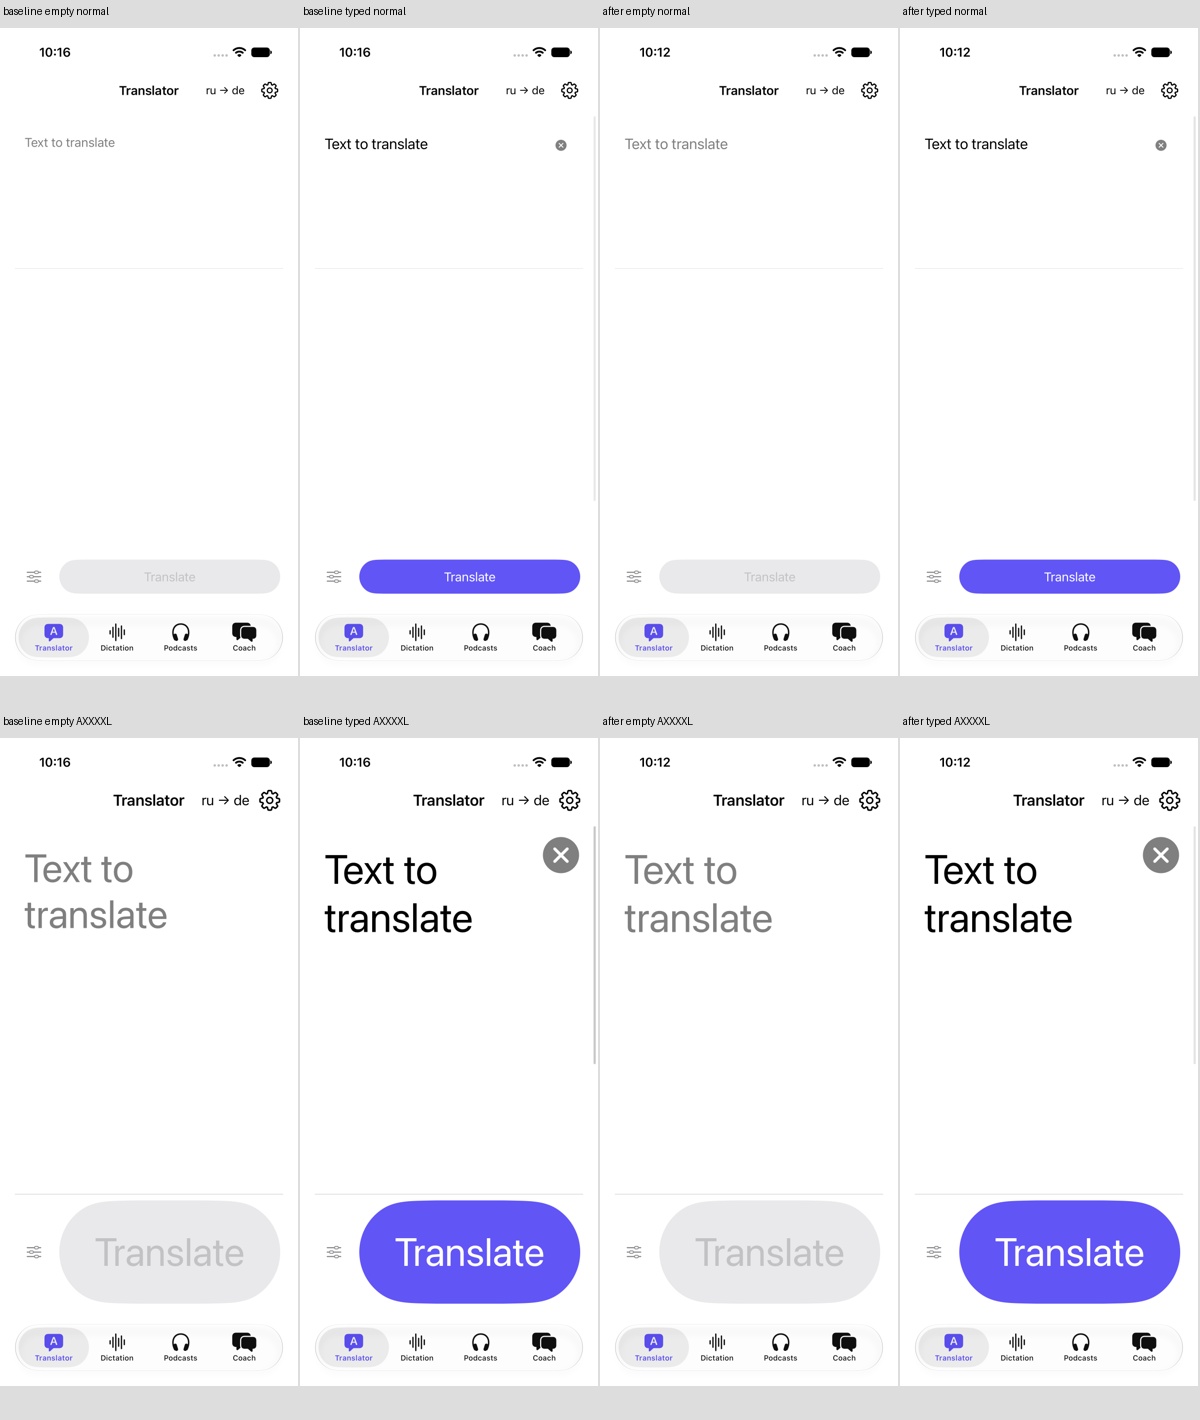 baseline empty normal
10:16
Translator ru → de
Text to translate
Translate
Translator Dictation Podcasts Coach
baseline typed normal
10:16
Translator ru → de
Text to translate
Translate
Translator Dictation Podcasts Coach
after empty normal
10:12
Translator ru → de
Text to translate
Translate
Translator Dictation Podcasts Coach
after typed normal
10:12
Translator ru → de
Text to translate
Translate
Translator Dictation Podcasts Coach
baseline empty AXXXXL
10:16
Translator ru → de
Text to
translate
Translate
Translator Dictation Podcasts Coach
baseline typed AXXXXL
10:16
Translator ru → de
Text to
translate
Translate
Translator Dictation Podcasts Coach
after empty AXXXXL
10:12
Translator ru → de
Text to
translate
Translate
Translator Dictation Podcasts Coach
after typed AXXXXL
10:12
Translator ru → de
Text to
translate
Translate
Translator Dictation Podcasts Coach